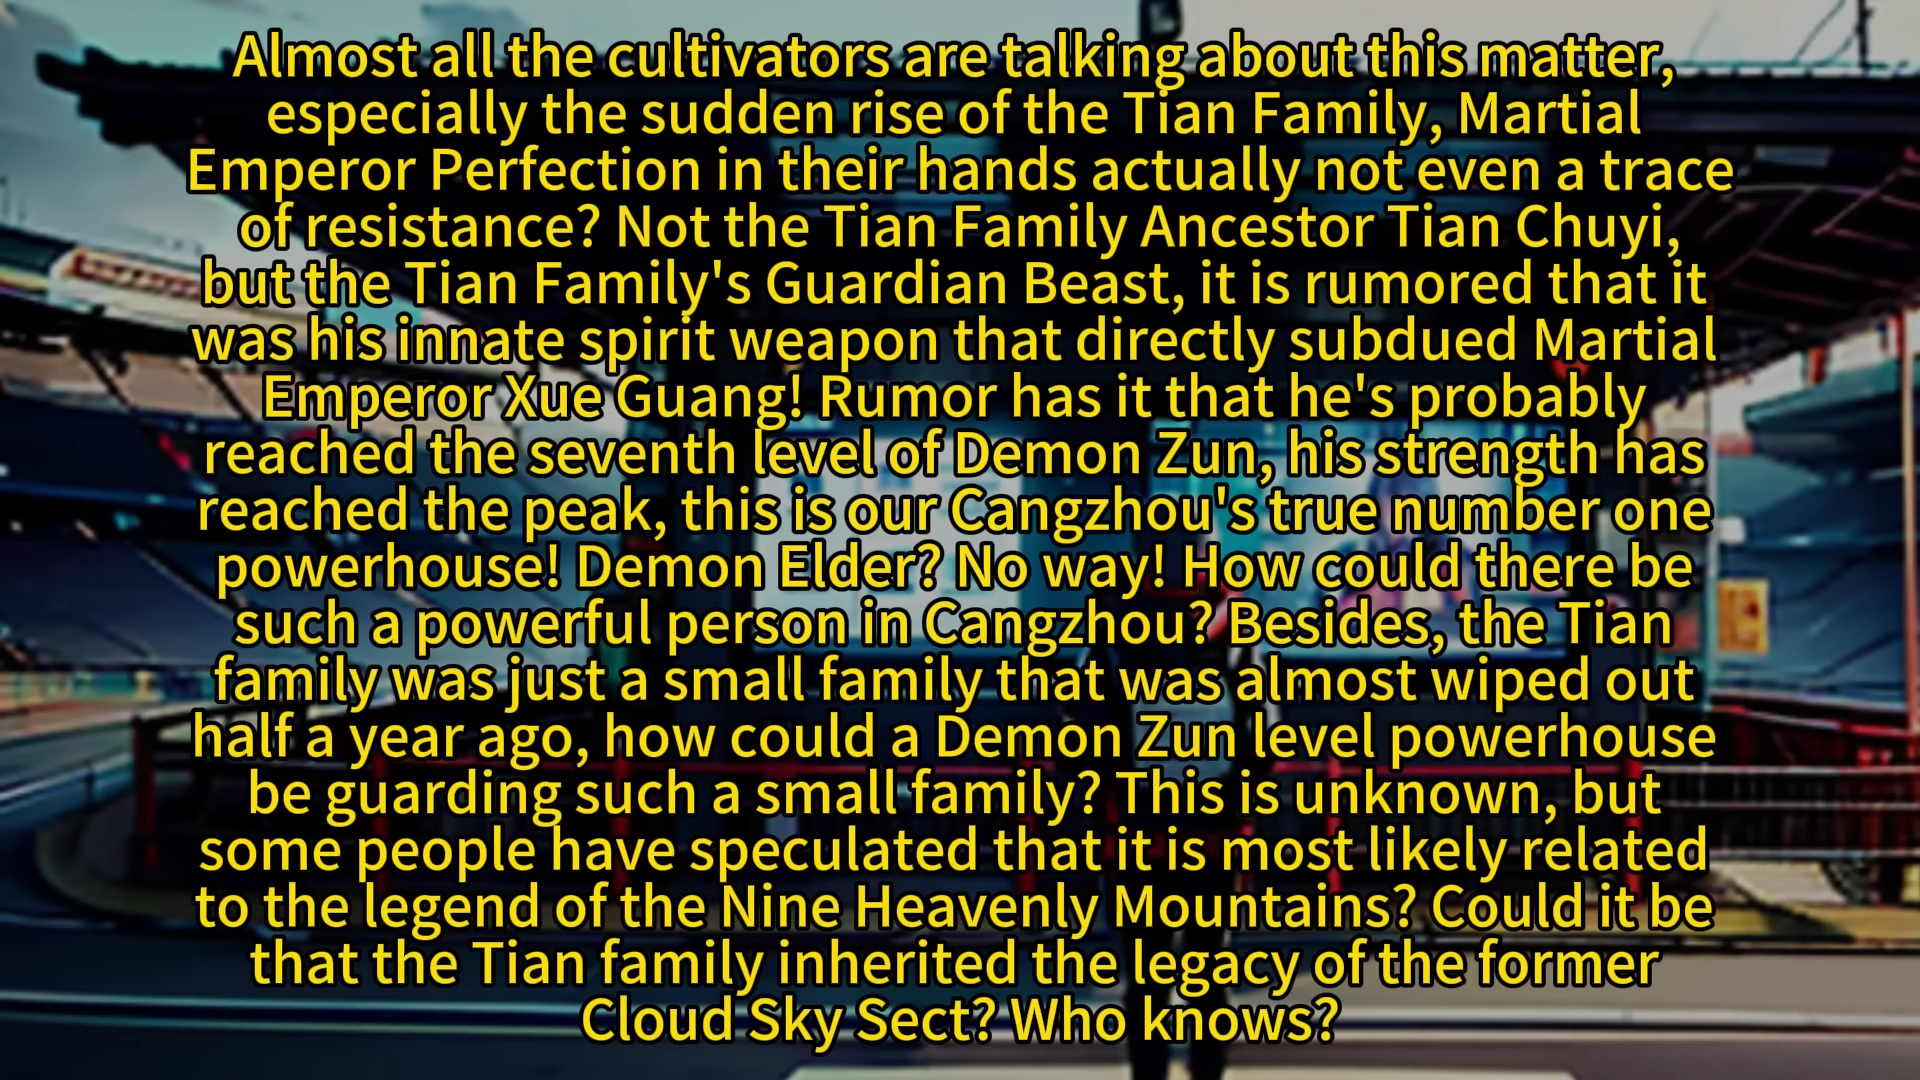 Almost all the cultivators are talking about this matter,
especially the sudden rise of the Tian Family, Martial
Emperor Perfection in their hands actually not even a trace
of resistance? Not the Tian Family Ancestor Tian Chuyi,
but the Tian Family's Guardian Beast, it is rumored that it
was his innate spirit weapon that directly subdued Martial
Emperor Xue Guang! Rumor has it that he's probably
reached the seventh level of Demon Zun, his strength has
reached the peak, this is our Cangzhou's true number one
powerhouse! Demon Elder? No way! How could there be
such a powerful person in Cangzhou? Besides, the Tian
family was just a small family that was almost wiped out
half a year ago, how could a Demon Zun level powerhouse
be guarding such a small family? This is unknown, but
some people have speculated that it is most likely related
to the legend of the Nine Heavenly Mountains? Could it be
that the Tian family inherited the legacy of the former
Cloud Sky Sect? Who knows?